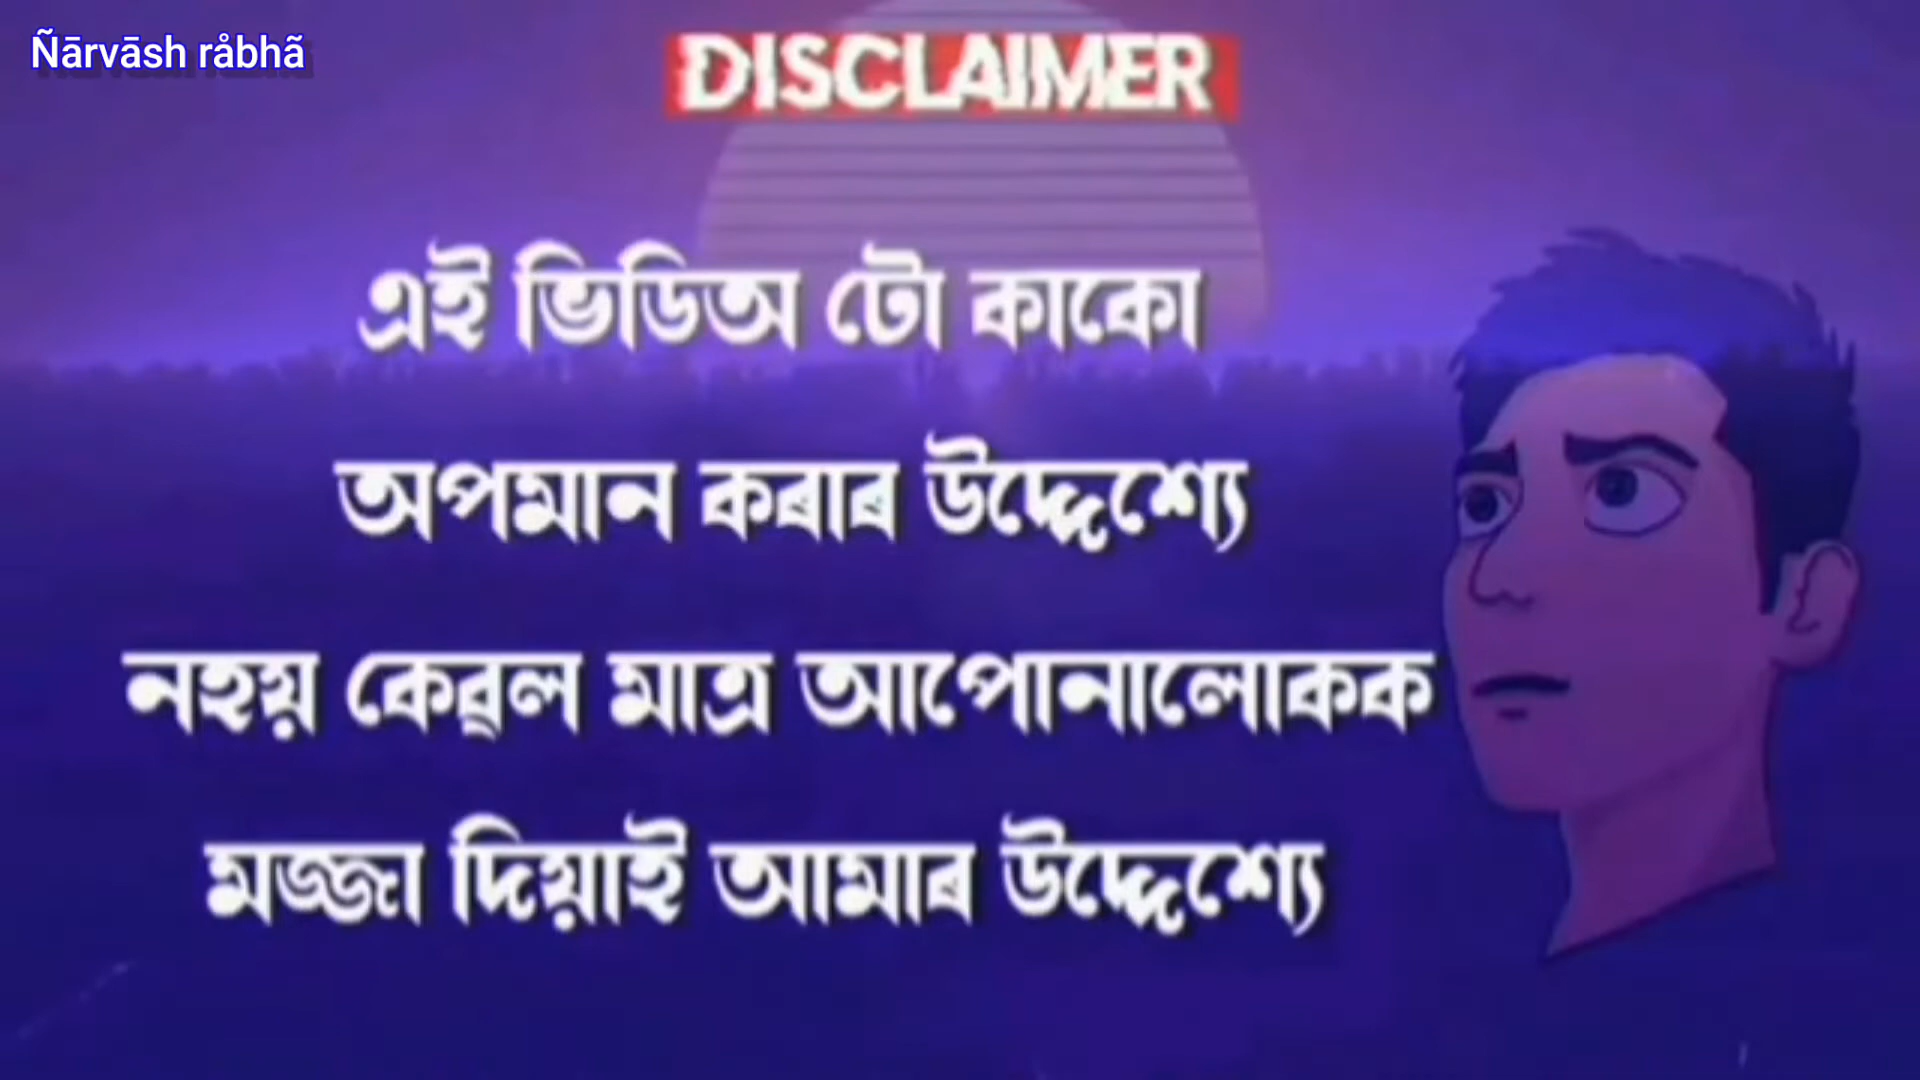 Ñārvāsh råbhã
DISCLAIMER
এই ভিডিঅ টো কাকো
অপমান কৰাৰ উদ্দেশ্যে
নহয় কেৱল মাত্ৰ আপোনালোকক
মজ্জা দিয়াই আমাৰ উদ্দেশ্যে